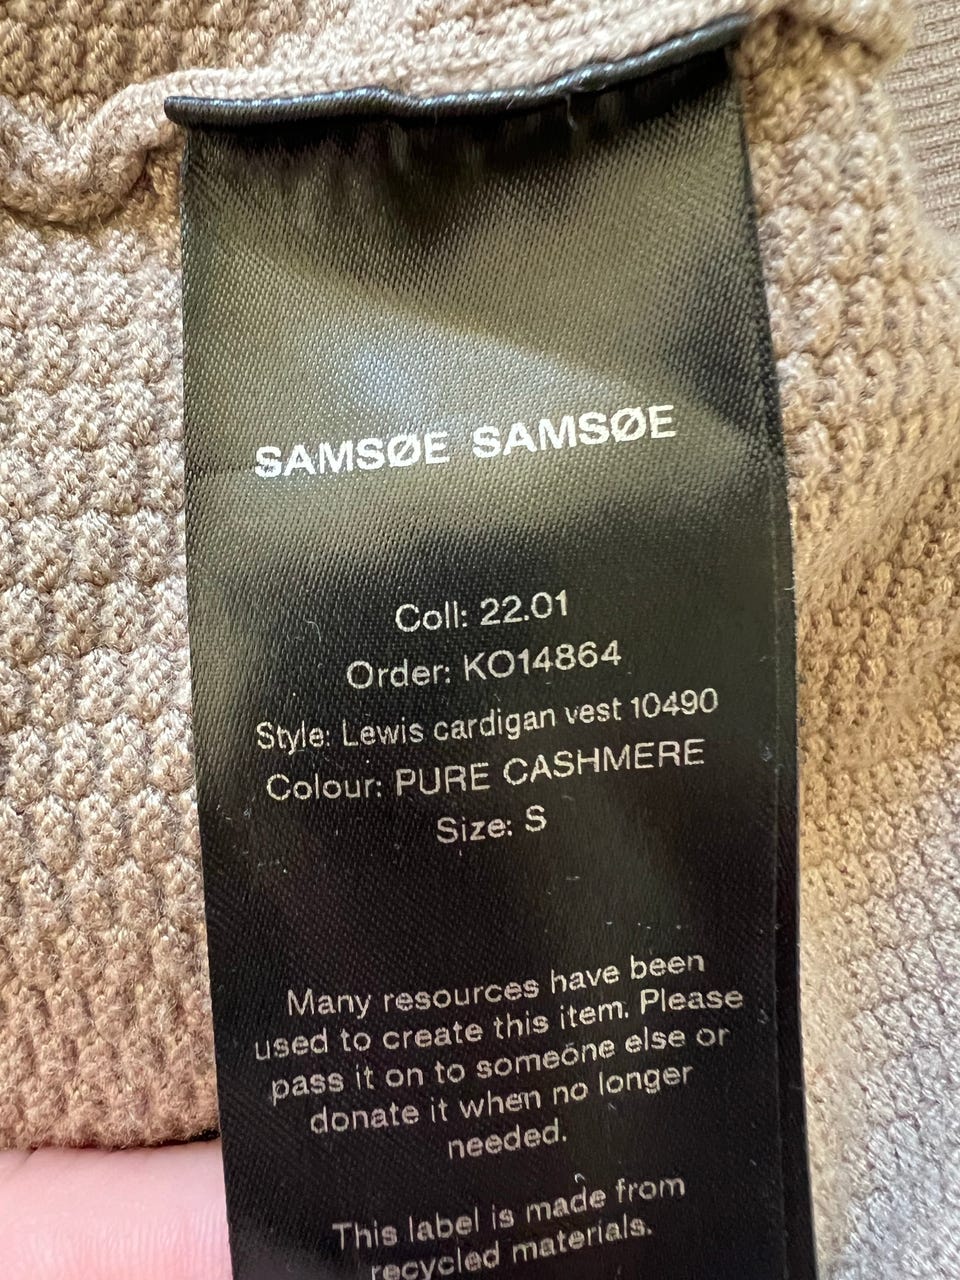 SAMSØE SAMSØE
Coll: 22.01
Order: KO14864
Style: Lewis cardigan vest 10490
Colour: PURE CASHMERE
Size: S
Many resources have been
used to create this item. Please
pass it on to someone else or
donate it when no longer
needed.
This label is made from
recycled materials.